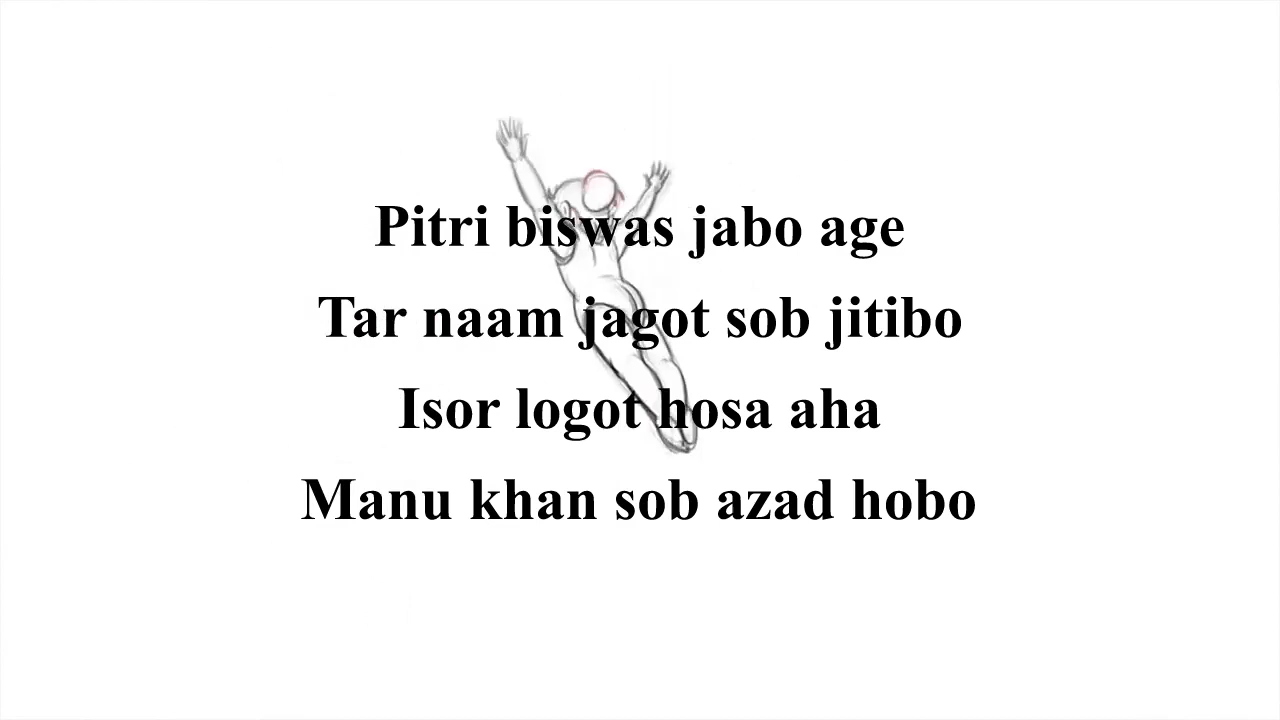 Pitri biswas jabo age
Tar naam jagot sob jitibo
Isor logot hosa aha
Manu khan sob azad hobo